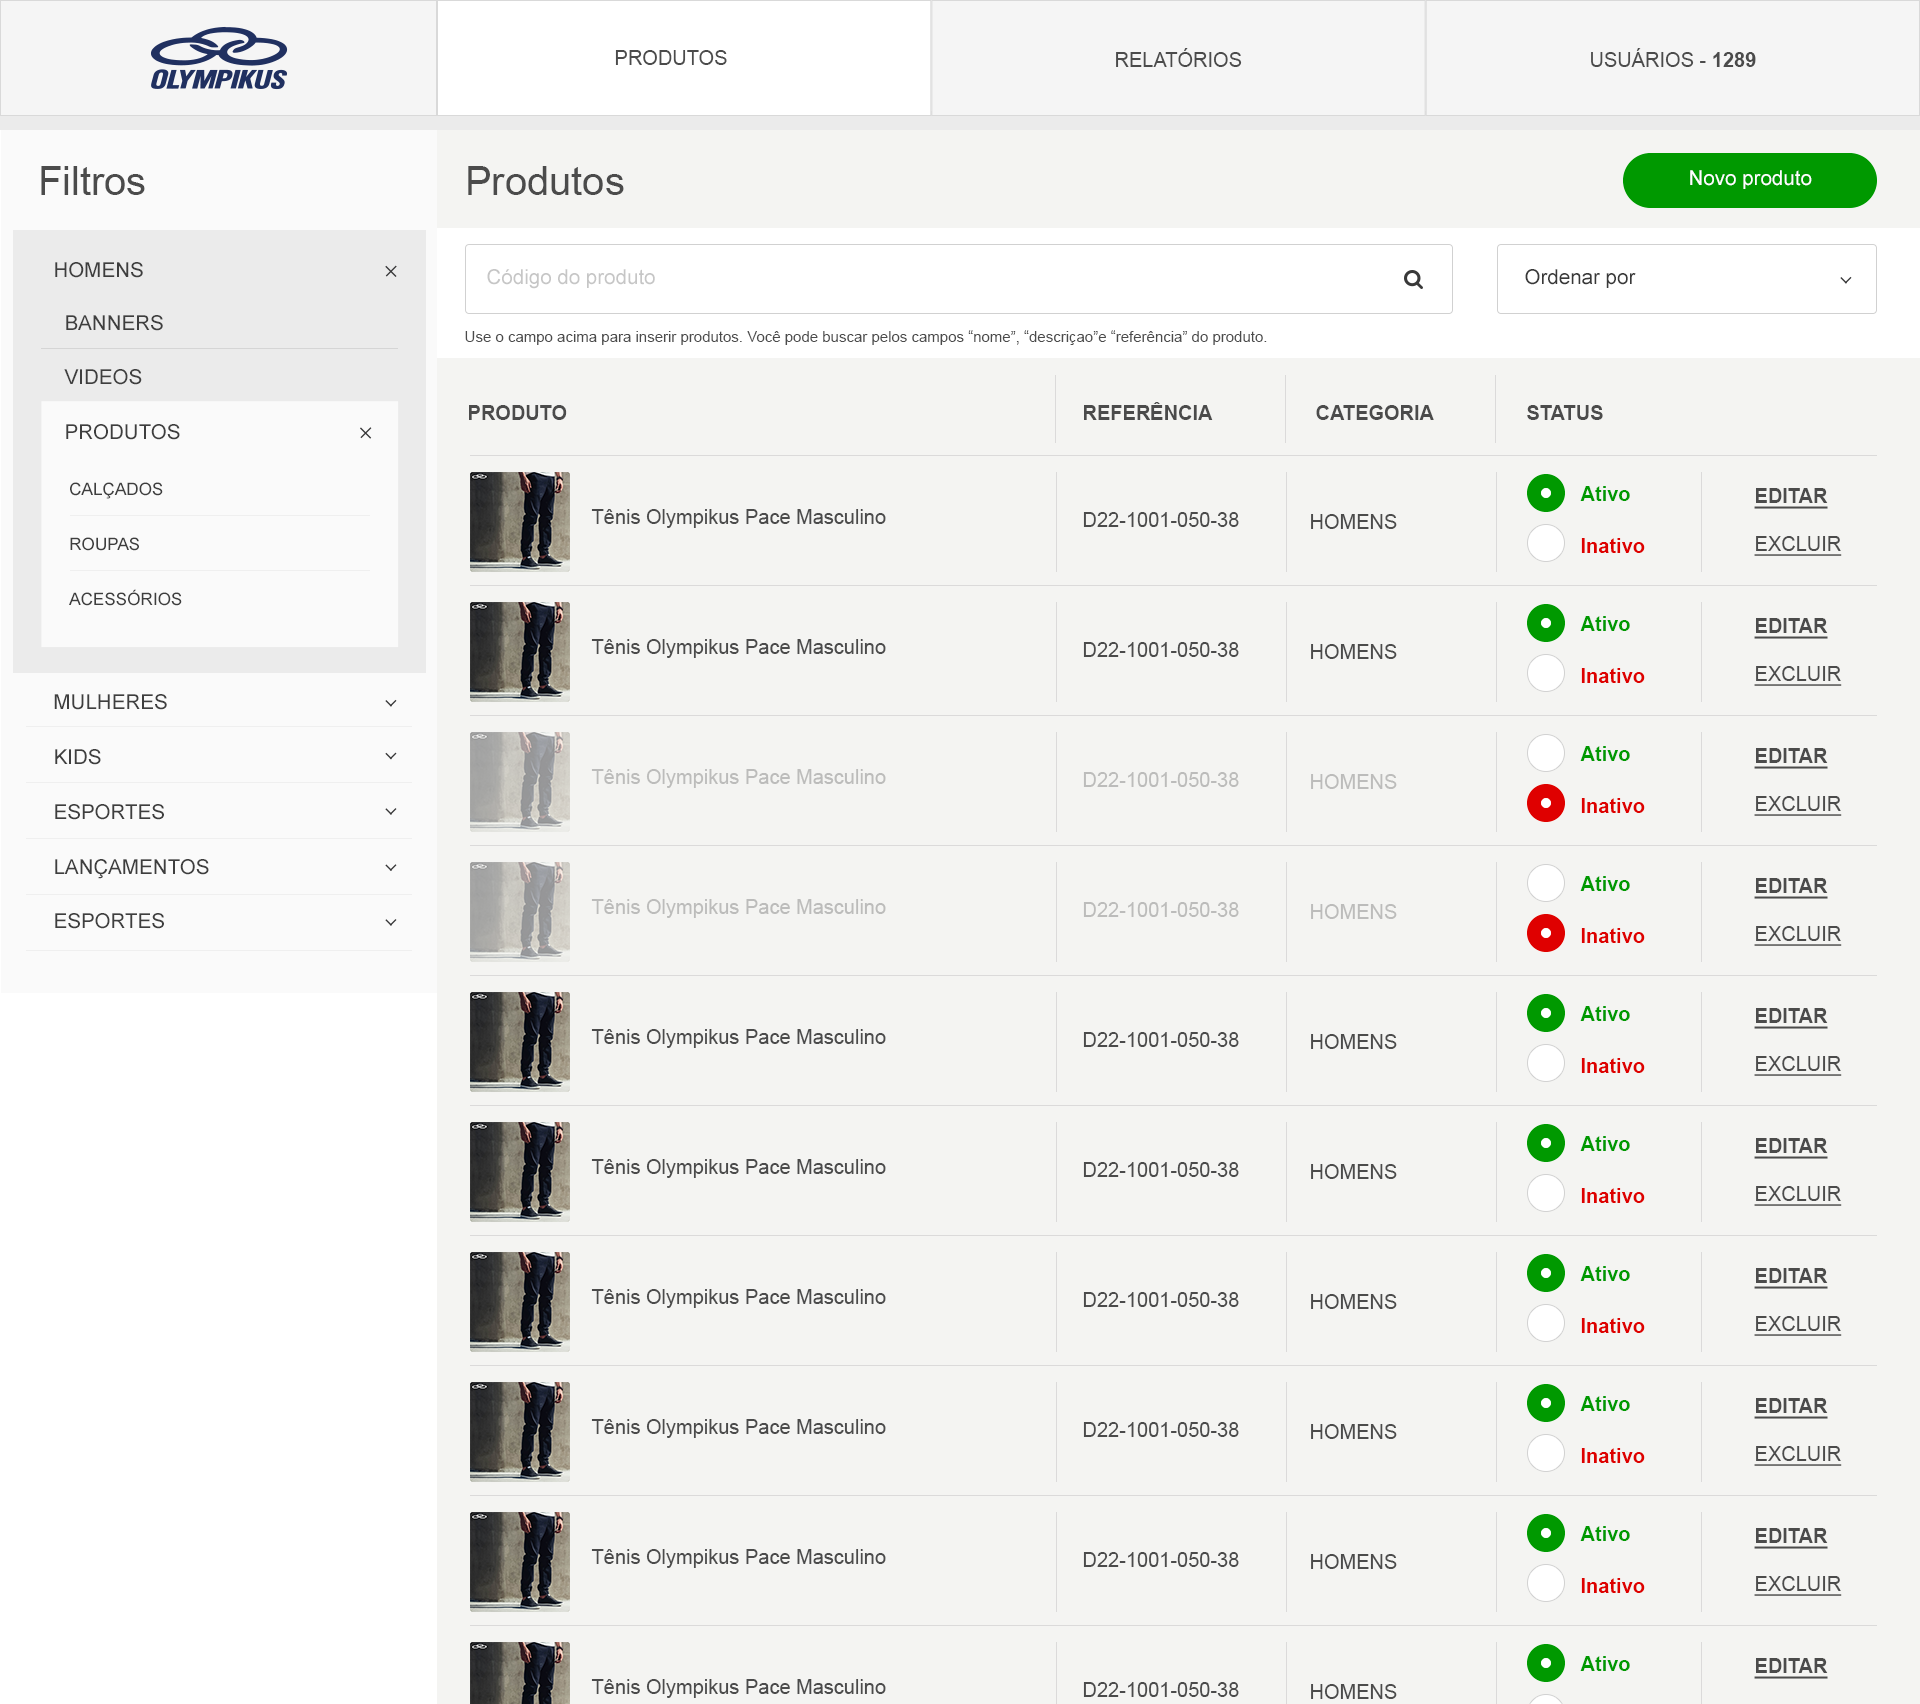 OLYMPIKUS
PRODUTOS
RELATÓRIOS
USUÁRIOS - 1289
Filtros
HOMENS
BANNERS
VIDEOS
PRODUTOS
CALÇADOS
ROUPAS
ACESSÓRIOS
MULHERES
KIDS
ESPORTES
LANÇAMENTOS
ESPORTES
Produtos
Novo produto
Código do produto
Ordenar por
Use o campo acima para inserir produtos. Você pode buscar pelos campos “nome”, “descriçao”e “referência” do produto.
PRODUTO REFERÊNCIA CATEGORIA STATUS
Tênis Olympikus Pace Masculino D22-1001-050-38 HOMENS
Ativo EDITAR
Inativo EXCLUIR
Tênis Olympikus Pace Masculino D22-1001-050-38 HOMENS
Ativo EDITAR
Inativo EXCLUIR
Tênis Olympikus Pace Masculino D22-1001-050-38 HOMENS
Ativo EDITAR
Inativo EXCLUIR
Tênis Olympikus Pace Masculino D22-1001-050-38 HOMENS
Ativo EDITAR
Inativo EXCLUIR
Tênis Olympikus Pace Masculino D22-1001-050-38 HOMENS
Ativo EDITAR
Inativo EXCLUIR
Tênis Olympikus Pace Masculino D22-1001-050-38 HOMENS
Ativo EDITAR
Inativo EXCLUIR
Tênis Olympikus Pace Masculino D22-1001-050-38 HOMENS
Ativo EDITAR
Inativo EXCLUIR
Tênis Olympikus Pace Masculino D22-1001-050-38 HOMENS
Ativo EDITAR
Inativo EXCLUIR
Tênis Olympikus Pace Masculino D22-1001-050-38 HOMENS
Ativo EDITAR
Inativo EXCLUIR
Tênis Olympikus Pace Masculino D22-1001-050-38 HOMENS
Ativo EDITAR